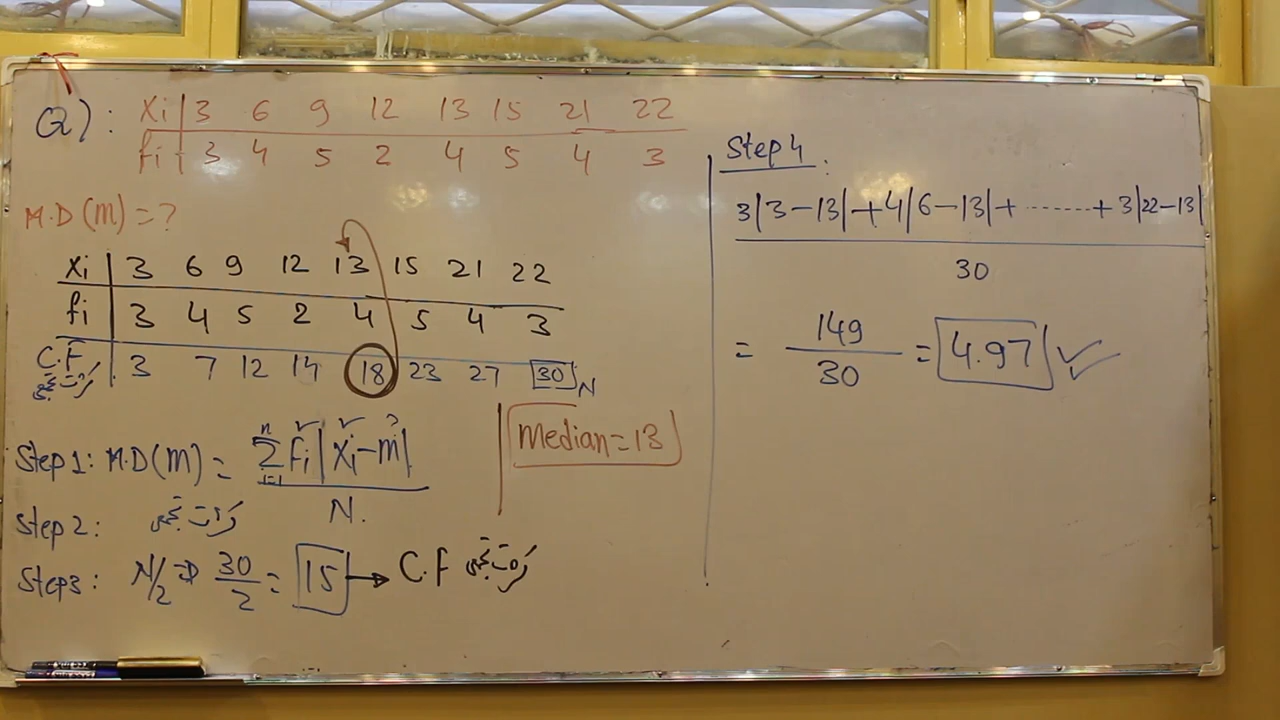 Q): xi 3 6 9 12 13 15 21 22
fi 3 4 5 2 4 5 4 3
M.D(m)=?
xi 3 6 9 12 13 15 21 22
fi 3 4 5 2 4 5 4 3
C.F 3 7 12 14 18 23 27 30 N
Step 1: M.D(m) = n Σ i=1 fi|xi-m| / N.
Median=13
Step 2:
Step3: N/2 ⇒ 30/2 = 15 → C.F
Step 4
3|3-13|+4|6-13|+........+3|22-13|
30
= 149/30 = 4.97